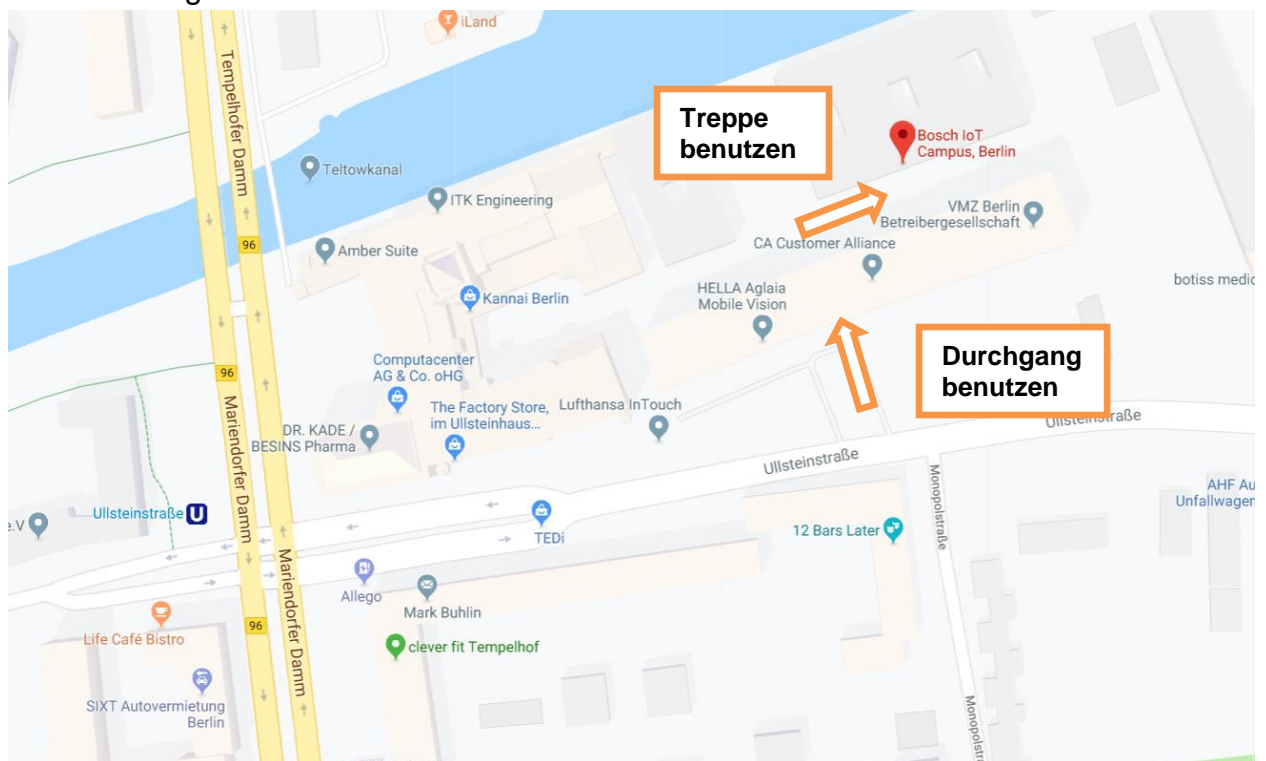 iLand
Tempelhofer Damm
Treppe
benutzen
Bosch IoT
Campus, Berlin
Teltowkanal
ITK Engineering
VMZ Berlin
Betreibergesellschaft
96
Amber Suite
CA Customer Alliance
botiss medic
HELLA Aglaia
Mobile Vision
Kannai Berlin
Durchgang
benutzen
96
Computacenter
AG & Co. oHG
The Factory Store,
im Ullsteinhaus...
Lufthansa InTouch
Mariendorfer Damm
DR. KADE /
BESINS Pharma
Ullsteinstraße
Ullsteinstraße
Monopolstraße
AHF Au
Unfallwagen
e.V
Ullsteinstraße
U
TEDi
12 Bars Later
Mariendorfer Damm
Allego
Mark Buhlin
96
Life Café Bistro
clever fit Tempelhof
SIXT Autovermietung
Berlin
Monopolstr